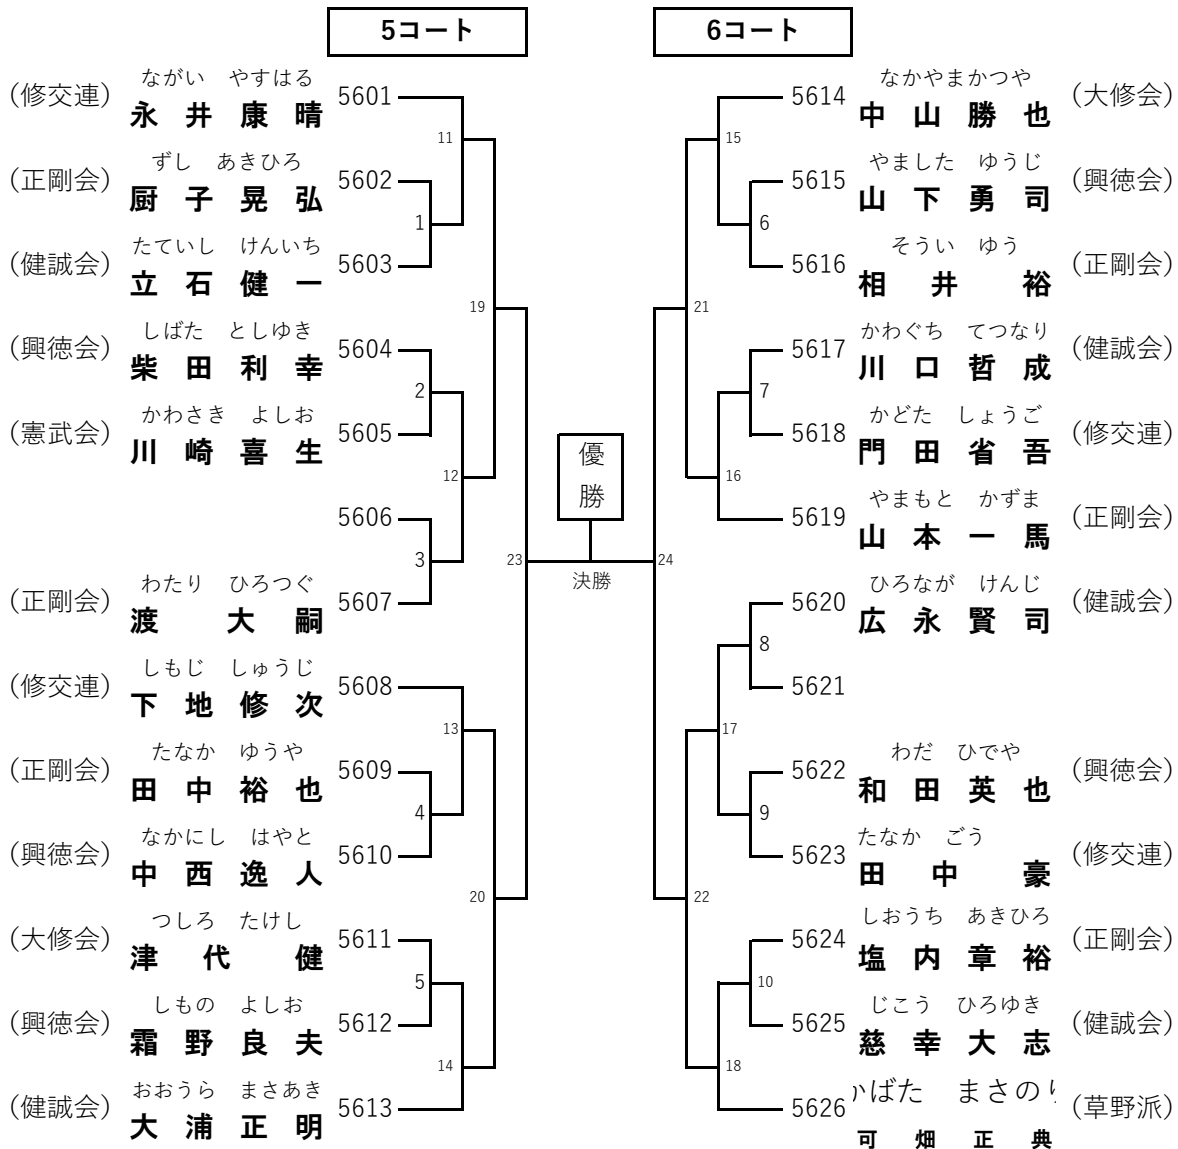 5コート
6コート
(修交連) ながい やすはる 5601
永井康晴
(正剛会) ずし あきひろ 5602
厨子晃弘
(健誠会) たていし けんいち 5603
立石健一
(興徳会) しばた としゆき 5604
柴田利幸
(憲武会) かわさき よしお 5605
川崎喜生
5606
(正剛会) わたり ひろつぐ 5607
渡大嗣
(修交連) しもじ しゅうじ 5608
下地修次
(正剛会) たなか ゆうや 5609
田中裕也
(興徳会) なかにし はやと 5610
中西逸人
(大修会) つしろ たけし 5611
津代健
(興徳会) しもの よしお 5612
霜野良夫
(健誠会) おおうら まさあき 5613
大浦正明
11
1
19
2
12
3
23
13
4
20
5
14
優
勝
決勝
5614 なかやまかつや (大修会)
中山勝也
5615 やました ゆうじ (興徳会)
山下勇司
5616 そうい ゆう (正剛会)
相井裕
5617 かわぐち てつなり (健誠会)
川口哲成
5618 かどた しょうご (修交連)
門田省吾
5619 やまもと かずま (正剛会)
山本一馬
5620 ひろなが けんじ (健誠会)
広永賢司
5621
5622 わだ ひでや (興徳会)
和田英也
5623 たなか ごう (修交連)
田中豪
5624 しおうち あきひろ (正剛会)
塩内章裕
5625 じこう ひろゆき (健誠会)
慈幸大志
5626 かばた まさのり (草野派)
可畑正典
15
6
21
7
16
24
8
17
9
22
10
18